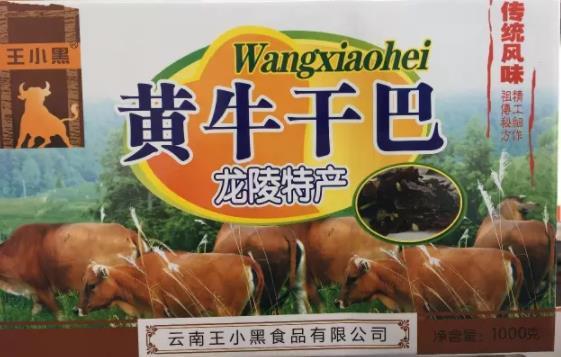 王小黑
Wangxiaohei
黄牛干巴
龙陵特产
传统风味
精工细作
祖传秘方
云南王小黑食品有限公司
净含量：1000克